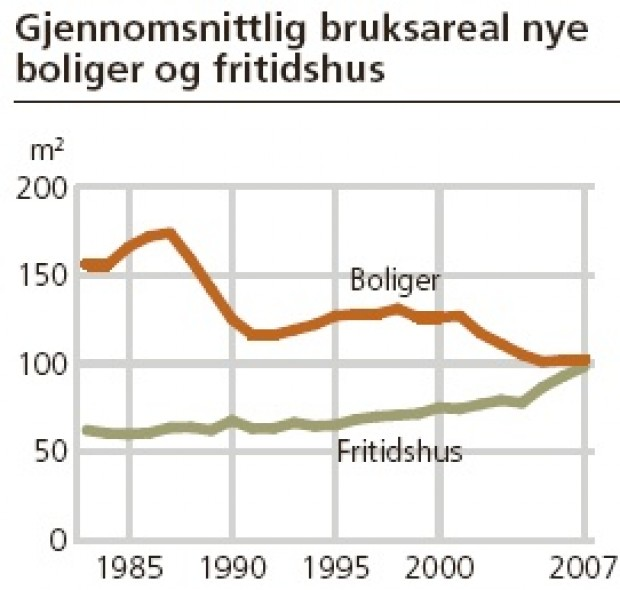 Gjennomsnittlig bruksareal nye
boliger og fritidshus
m²
200
150
100
50
0
Boliger
Fritidshus
1985 1990 1995 2000 2007